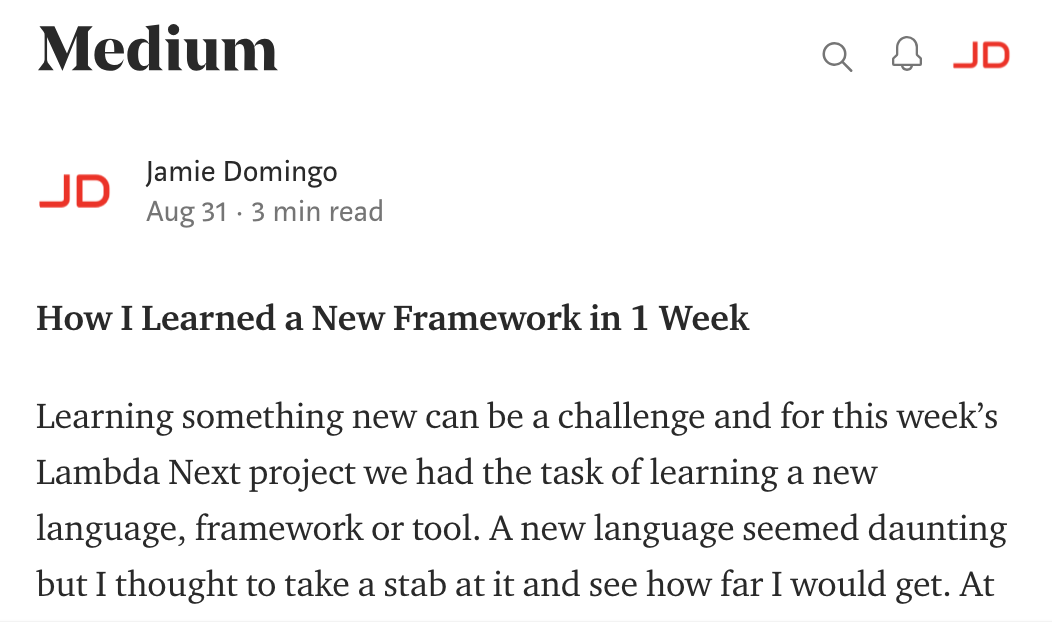 Medium
JD
JD
Jamie Domingo
Aug 31 · 3 min read
How I Learned a New Framework in 1 Week
Learning something new can be a challenge and for this week’s
Lambda Next project we had the task of learning a new
language, framework or tool. A new language seemed daunting
but I thought to take a stab at it and see how far I would get. At